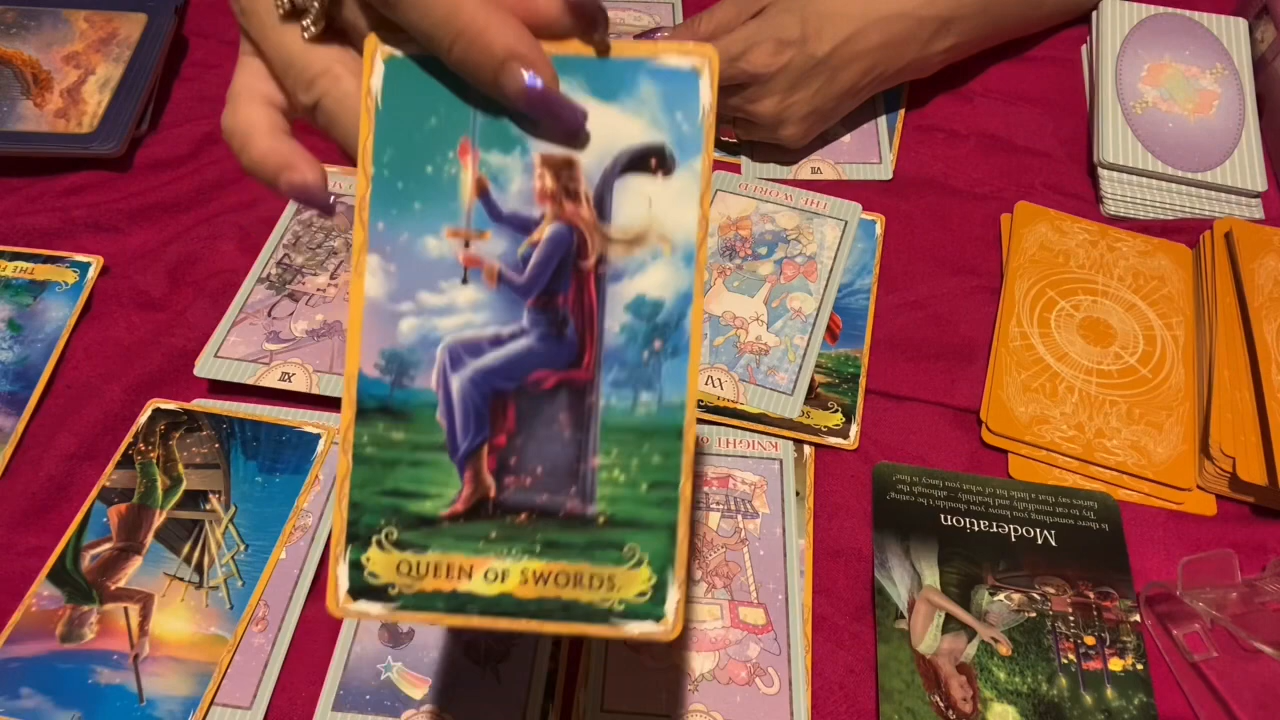 VII
THE WORLD
THE F
XII
XXI
OS.
KNIGHT O
QUEEN OF SWORDS.
Moderation
Is there something you know you shouldn't be eating?
Try to eat mindfully and healthily - although the
fairies say that a little bit of what you fancy is fine!